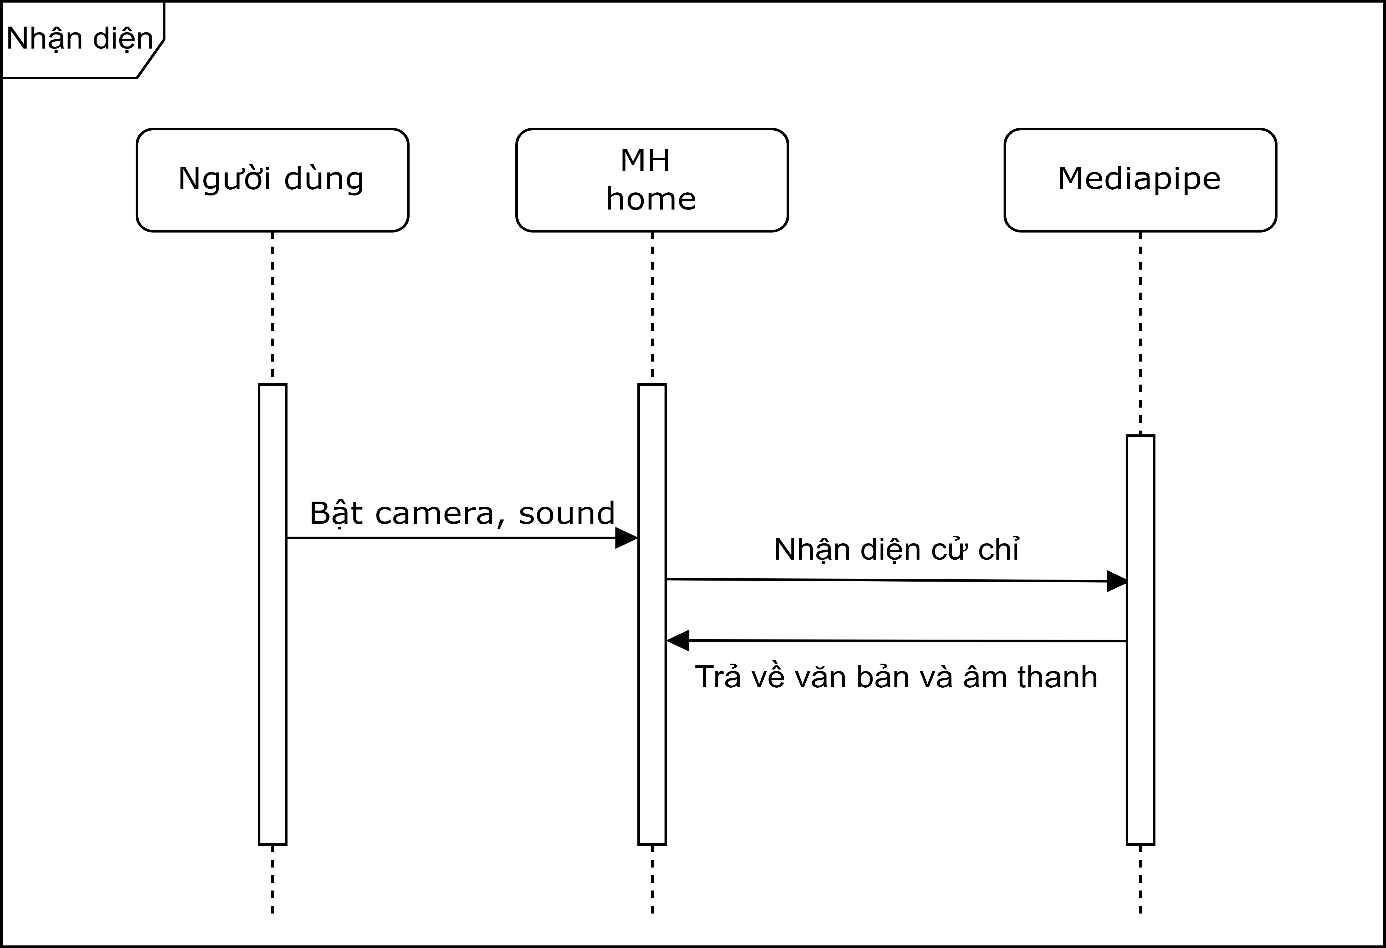 Nhận diện
Người dùng
MH
home
Mediapipe
Bật camera, sound
Nhận diện cử chỉ
Trả về văn bản và âm thanh